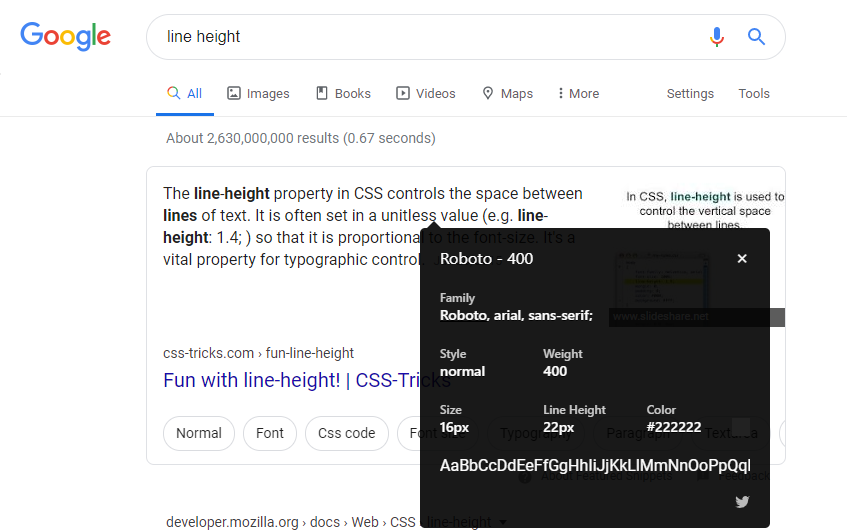 Google
line height
All Images Books Videos Maps More Settings Tools
About 2,630,000,000 results (0.67 seconds)
The line-height property in CSS controls the space between
lines of text. It is often set in a unitless value (e.g. line-
height: 1.4; ) so that it is proportional to the font-size. It's a
vital property for typographic control.
In CSS, line-height is used to
control the vertical space
between lines.
www.slideshare.net
css-tricks.com › fun-line-height
Fun with line-height! | CSS-Tricks
Normal Font Css code Font size Typography Paragraph Textarea
About Featured Snippets Feedback
developer.mozilla.org › docs › Web › CSS › line-height
Roboto - 400 ×
Family
Roboto, arial, sans-serif;
Style Weight
normal 400
Size Line Height Color
16px 22px #222222
AaBbCcDdEeFfGgHhIiJjKkLlMmNnOoPpQq